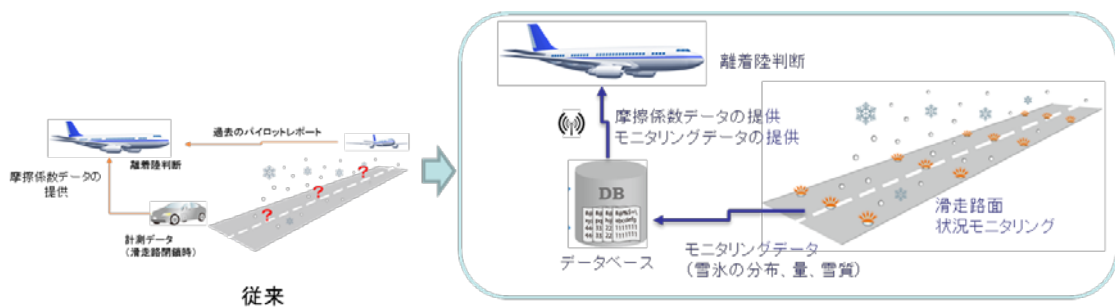 過去のパイロットレポート
離着陸判断
摩擦係数データの
提供
?
?
?
計測データ
(滑走路閉鎖時)
従来
離着陸判断
摩擦係数データの提供
モニタリングデータの提供
DB
データベース
滑走路面
状況モニタリング
モニタリングデータ
(雪氷の分布、量、雪質)